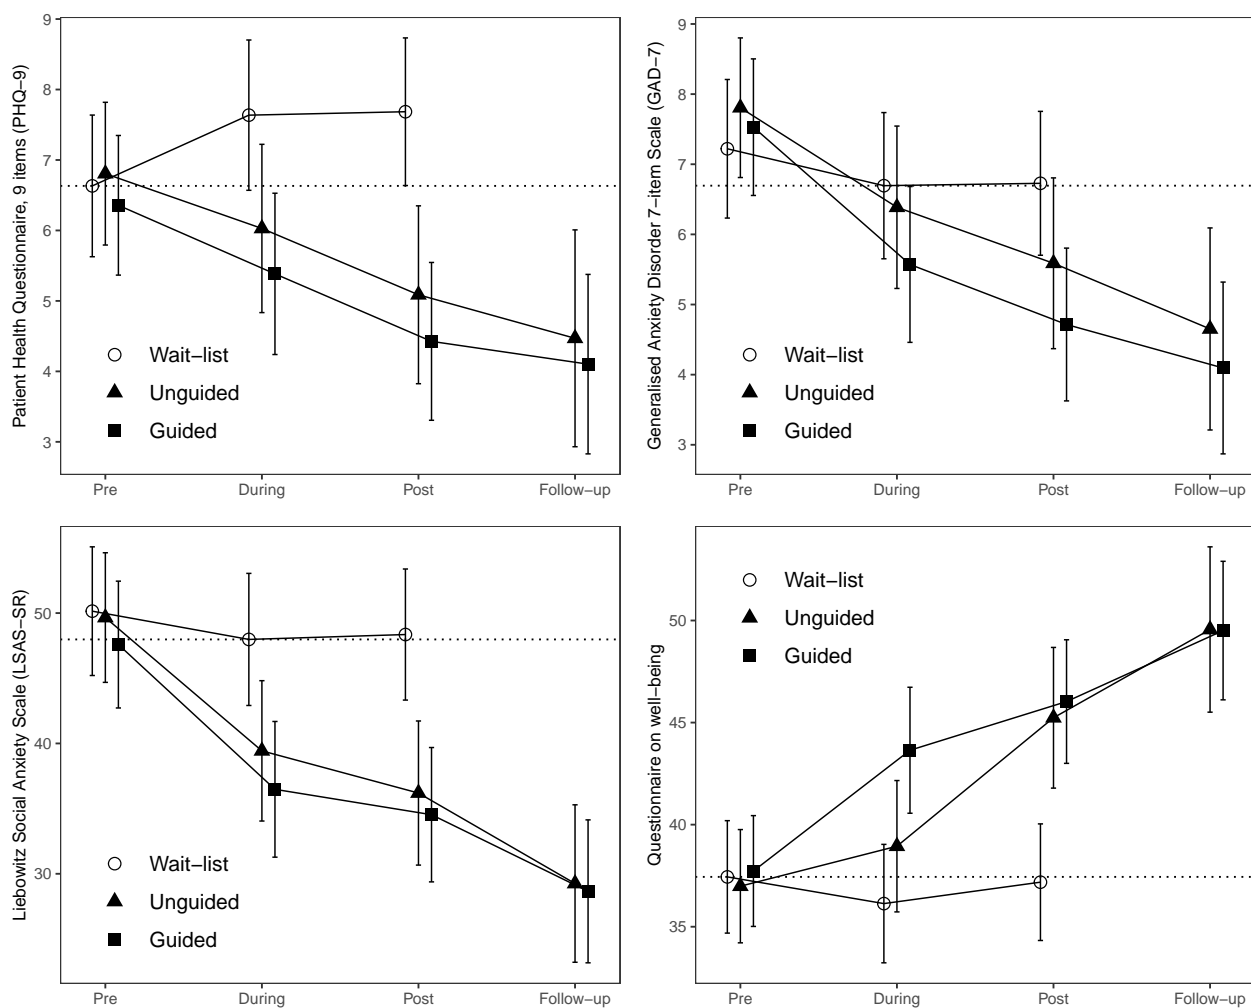 Patient Health Questionnaire, 9 items (PHQ−9)
9
8
7
6
5
4
3
Wait−list
Unguided
Guided
Pre
During
Post
Follow−up
Generalised Anxiety Disorder 7−item Scale (GAD−7)
9
8
7
6
5
4
3
Wait−list
Unguided
Guided
Pre
During
Post
Follow−up
Liebowitz Social Anxiety Scale (LSAS−SR)
50
40
30
Wait−list
Unguided
Guided
Pre
During
Post
Follow−up
Questionnaire on well−being
50
45
40
35
Wait−list
Unguided
Guided
Pre
During
Post
Follow−up